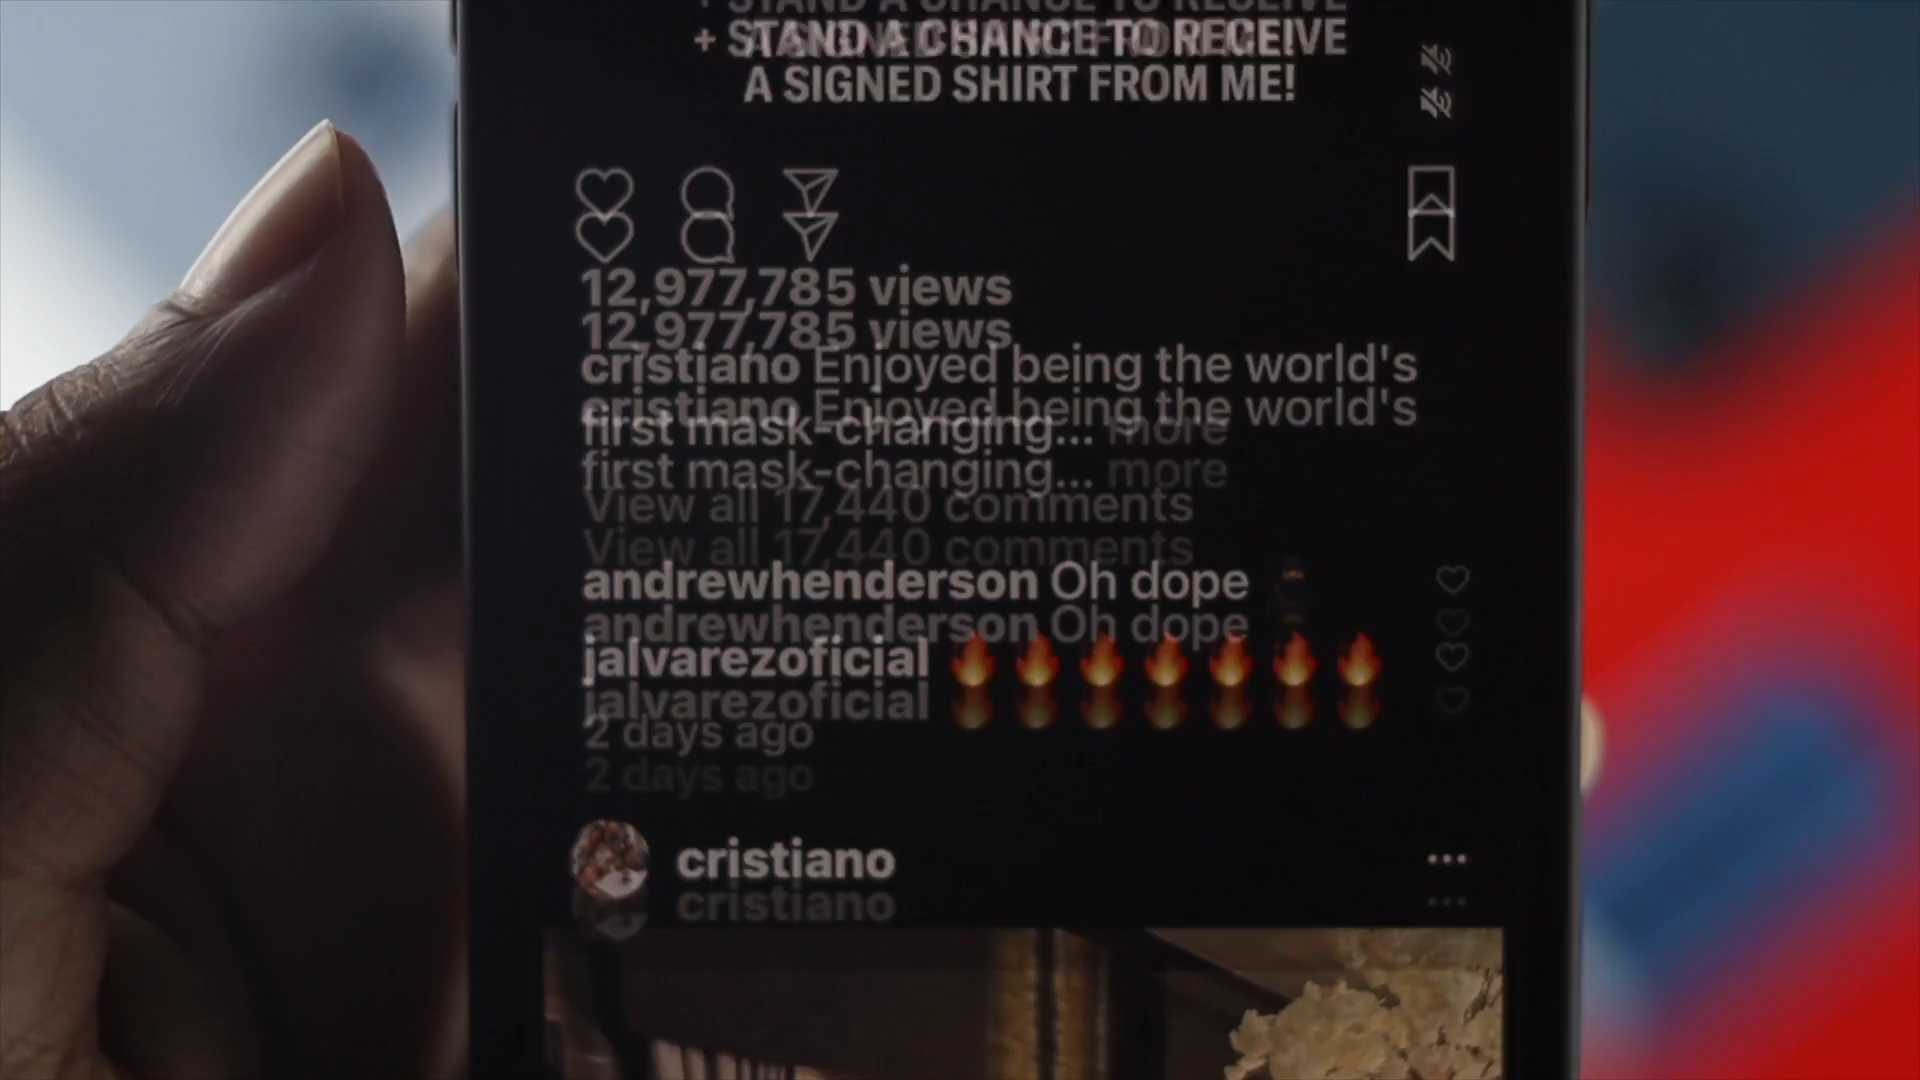 + STAND A CHANCE TO RECEIVE
A SIGNED SHIRT FROM ME!
12,977,785 views
cristiano Enjoyed being the world's
first mask-changing... more
View all 17,440 comments
andrewhenderson Oh dope
jalvarezoficial 🔥🔥🔥🔥🔥🔥🔥
2 days ago
cristiano